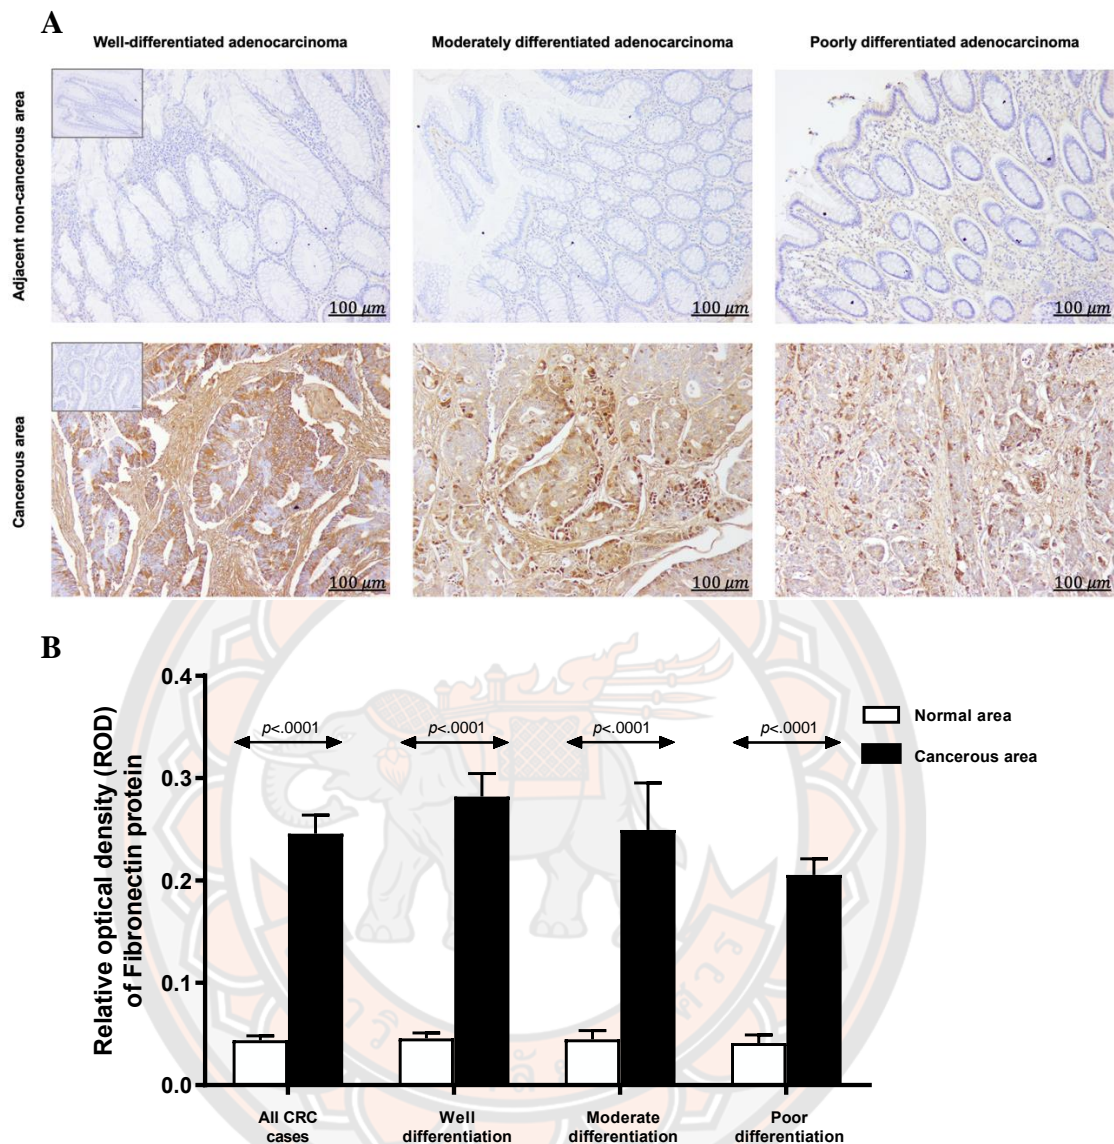 A
Well-differentiated adenocarcinoma
Moderately differentiated adenocarcinoma
Poorly differentiated adenocarcinoma
Adjacent non-cancerous area
100 µm
100 µm
100 µm
Cancerous area
100 µm
100 µm
100 µm
B
Relative optical density (ROD)
of Fibronectin protein
0.4
0.3
0.2
0.1
0.0
p<.0001
p<.0001
p<.0001
p<.0001
Normal area
Cancerous area
All CRC
cases
Well
differentiation
Moderate
differentiation
Poor
differentiation